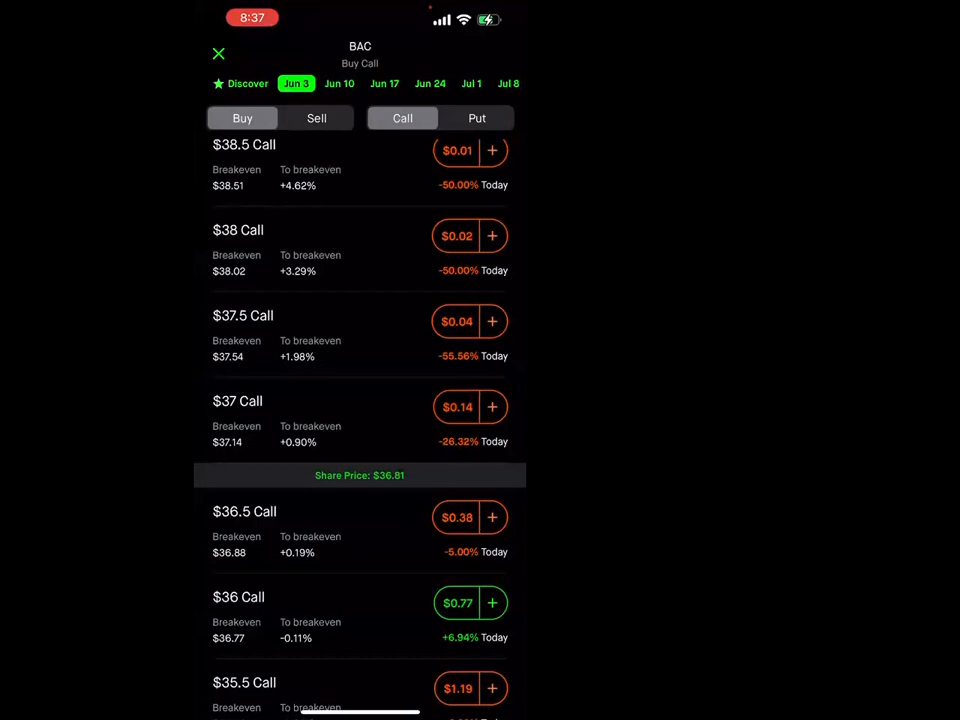 8:37
BAC
Buy Call
Discover Jun 3 Jun 10 Jun 17 Jun 24 Jul 1 Jul 8
Buy Sell Call Put
$38.5 Call $0.01 +
Breakeven To breakeven
$38.51 +4.62% -50.00% Today
$38 Call $0.02 +
Breakeven To breakeven
$38.02 +3.29% -50.00% Today
$37.5 Call $0.04 +
Breakeven To breakeven
$37.54 +1.98% -55.56% Today
$37 Call $0.14 +
Breakeven To breakeven
$37.14 +0.90% -26.32% Today
Share Price: $36.81
$36.5 Call $0.38 +
Breakeven To breakeven
$36.88 +0.19% -5.00% Today
$36 Call $0.77 +
Breakeven To breakeven
$36.77 -0.11% +6.94% Today
$35.5 Call $1.19 +
Breakeven To breakeven